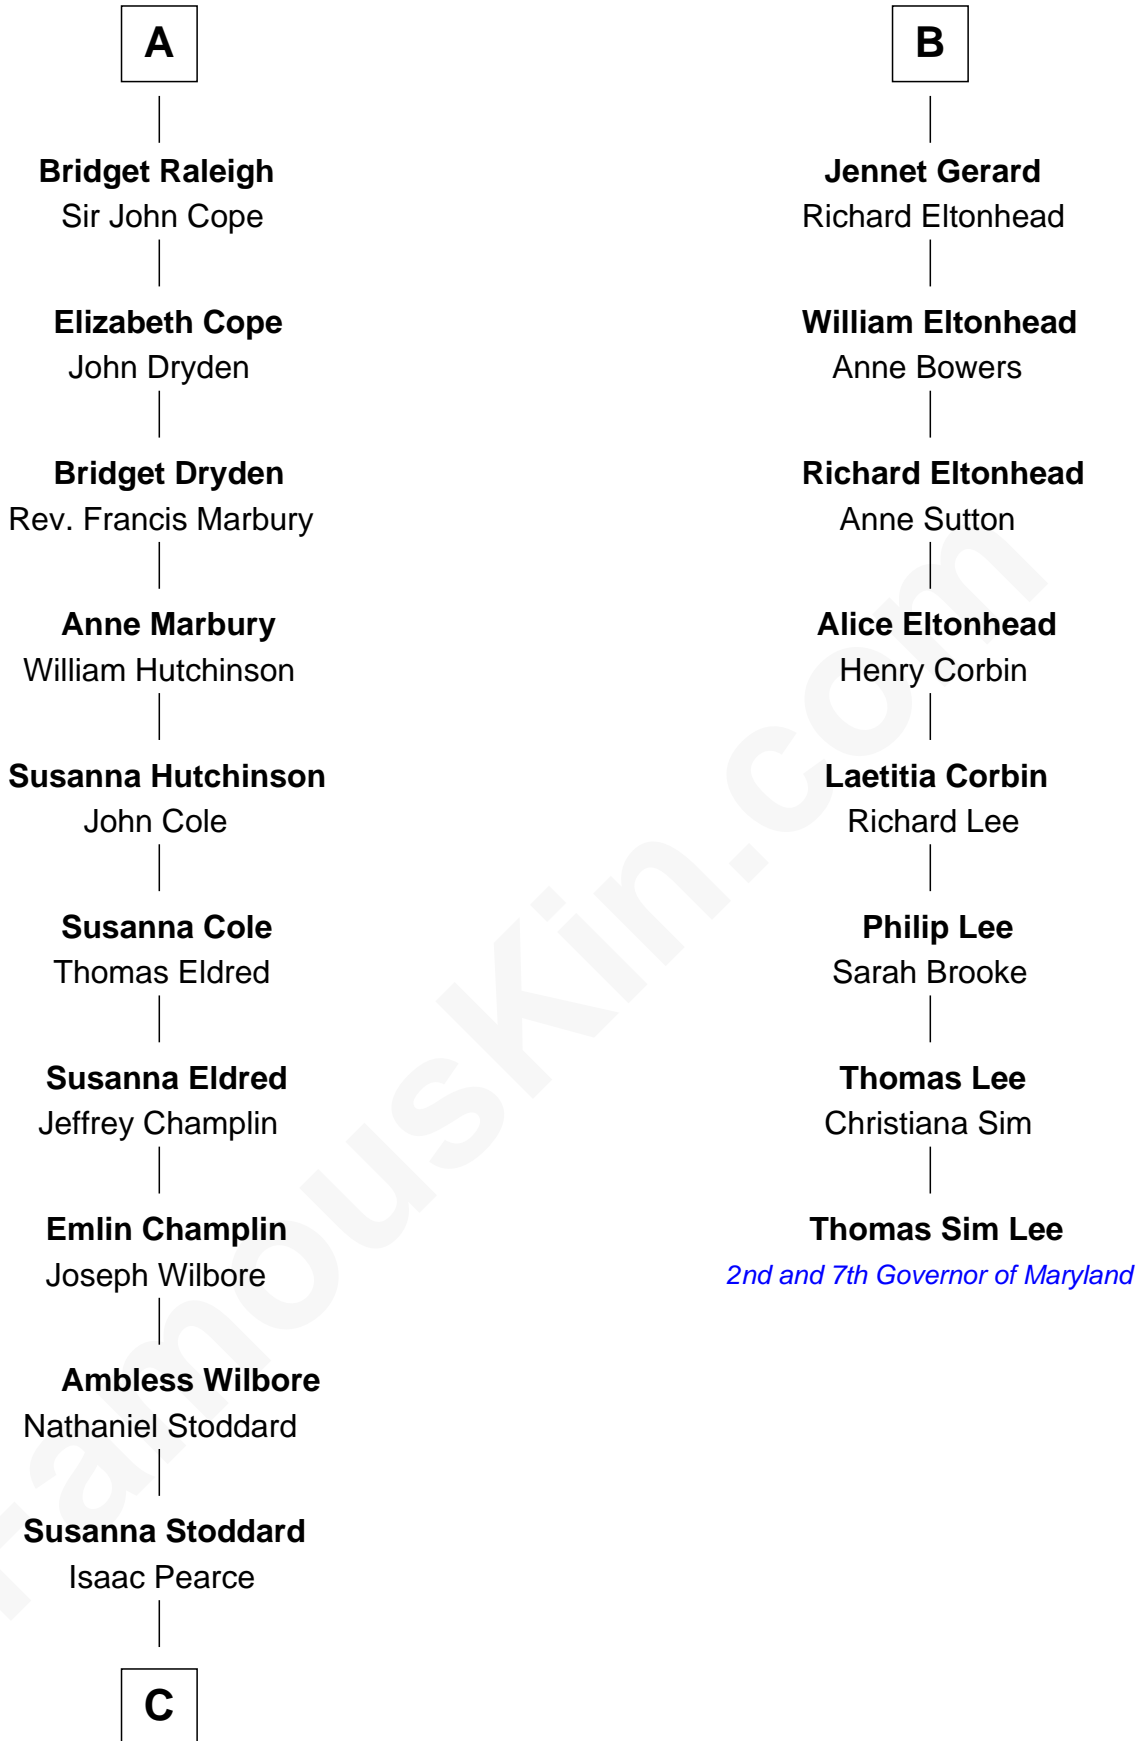 A
Bridget Raleigh
Sir John Cope
Elizabeth Cope
John Dryden
Bridget Dryden
Rev. Francis Marbury
Anne Marbury
William Hutchinson
Susanna Hutchinson
John Cole
Susanna Cole
Thomas Eldred
Susanna Eldred
Jeffrey Champlin
Emlin Champlin
Joseph Wilbore
Ambless Wilbore
Nathaniel Stoddard
Susanna Stoddard
Isaac Pearce
C
B
Jennet Gerard
Richard Eltonhead
William Eltonhead
Anne Bowers
Richard Eltonhead
Anne Sutton
Alice Eltonhead
Henry Corbin
Laetitia Corbin
Richard Lee
Philip Lee
Sarah Brooke
Thomas Lee
Christiana Sim
Thomas Sim Lee
2nd and 7th Governor of Maryland
FamousKin.com